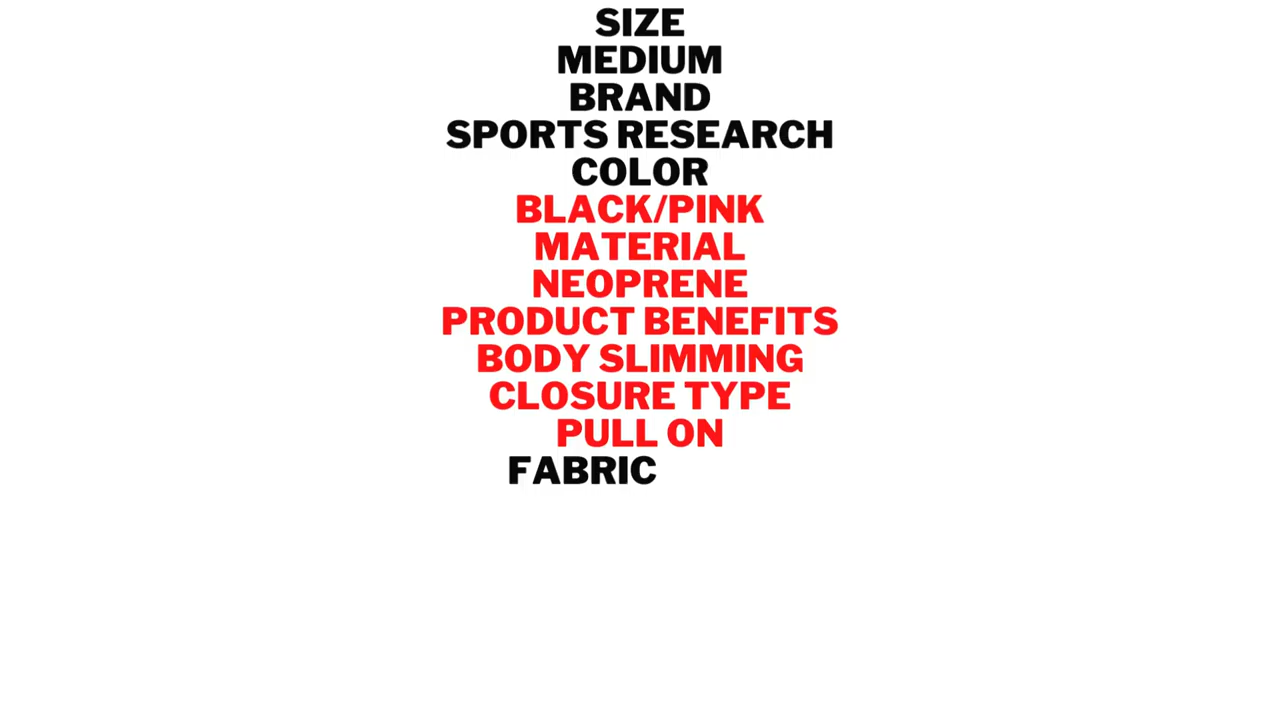 SIZE
MEDIUM
BRAND
SPORTS RESEARCH
COLOR
BLACK/PINK
MATERIAL
NEOPRENE
PRODUCT BENEFITS
BODY SLIMMING
CLOSURE TYPE
PULL ON
FABRIC